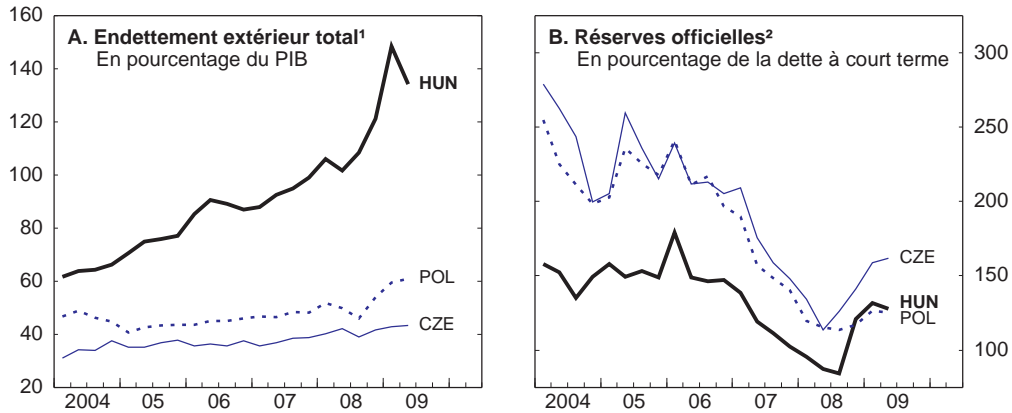 A. Endettement extérieur total¹
En pourcentage du PIB
160
140
120
100
80
60
40
20
HUN
POL
CZE
2004 05 06 07 08 09
B. Réserves officielles²
En pourcentage de la dette à court terme
300
250
200
150
100
CZE
HUN
POL
2004 05 06 07 08 09